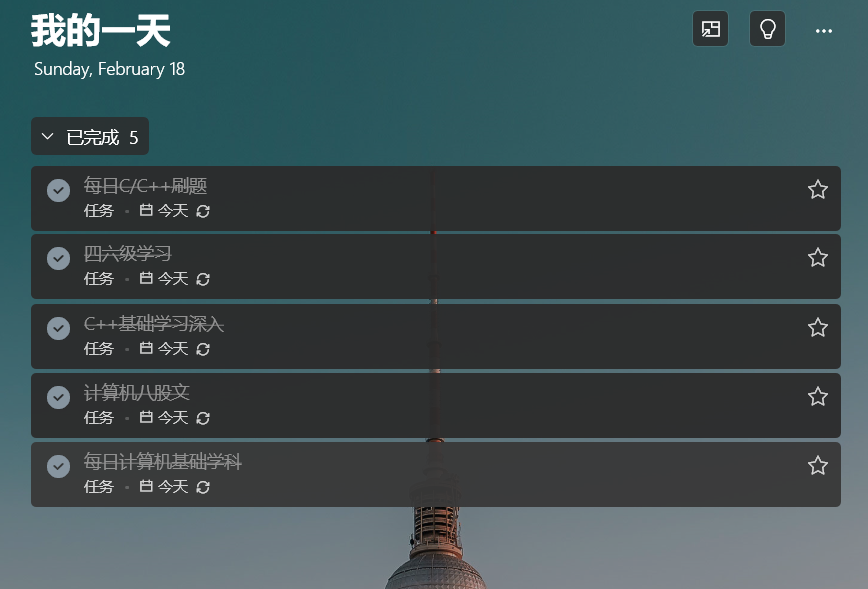 我的一天
Sunday, February 18
已完成 5
每日C/C++刷题
任务 • 今天
四六级学习
任务 • 今天
C++基础学习深入
任务 • 今天
计算机八股文
任务 • 今天
每日计算机基础学科
任务 • 今天